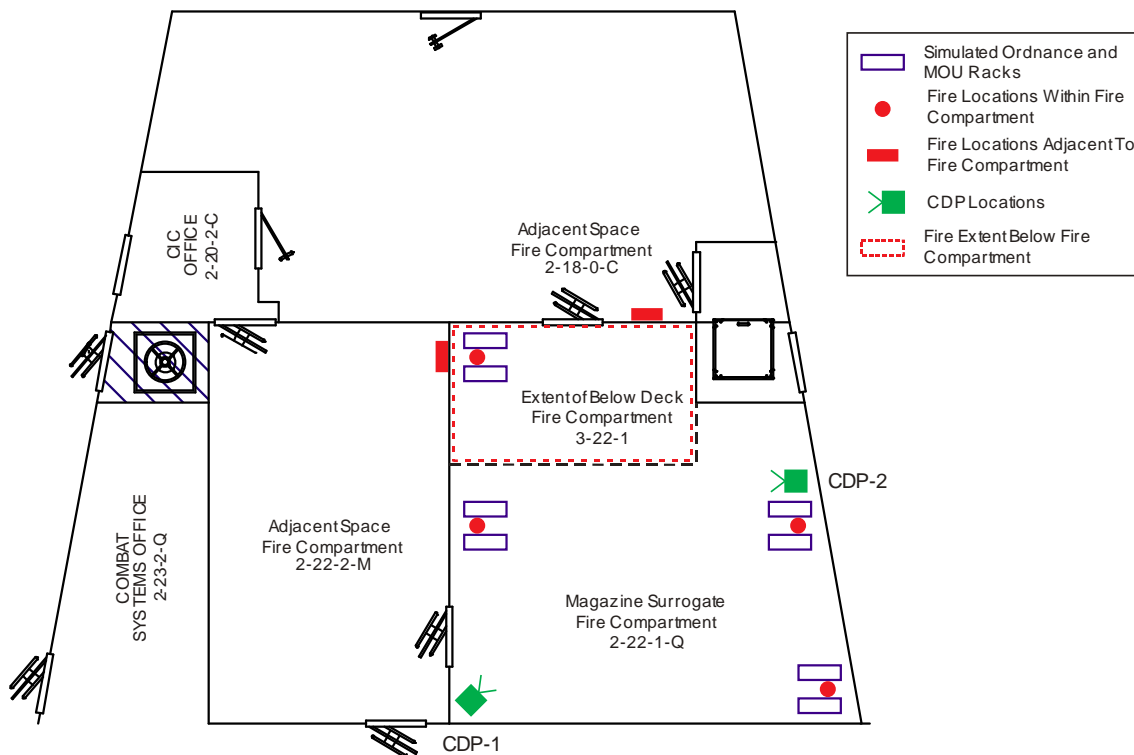 CIC
OFFICE
2-20-2-C
Adjacent Space
Fire Compartment
2-18-0-C
Simulated Ordnance and
MOU Racks
Fire Locations Within Fire
Compartment
Fire Locations Adjacent To
Fire Compartment
CDP Locations
Fire Extent Below Fire
Compartment
Extent of Below Deck
Fire Compartment
3-22-1
CDP-2
COMBAT
SYSTEMS OFFICE
2-23-2-Q
Adjacent Space
Fire Compartment
2-22-2-M
Magazine Surrogate
Fire Compartment
2-22-1-Q
CDP-1